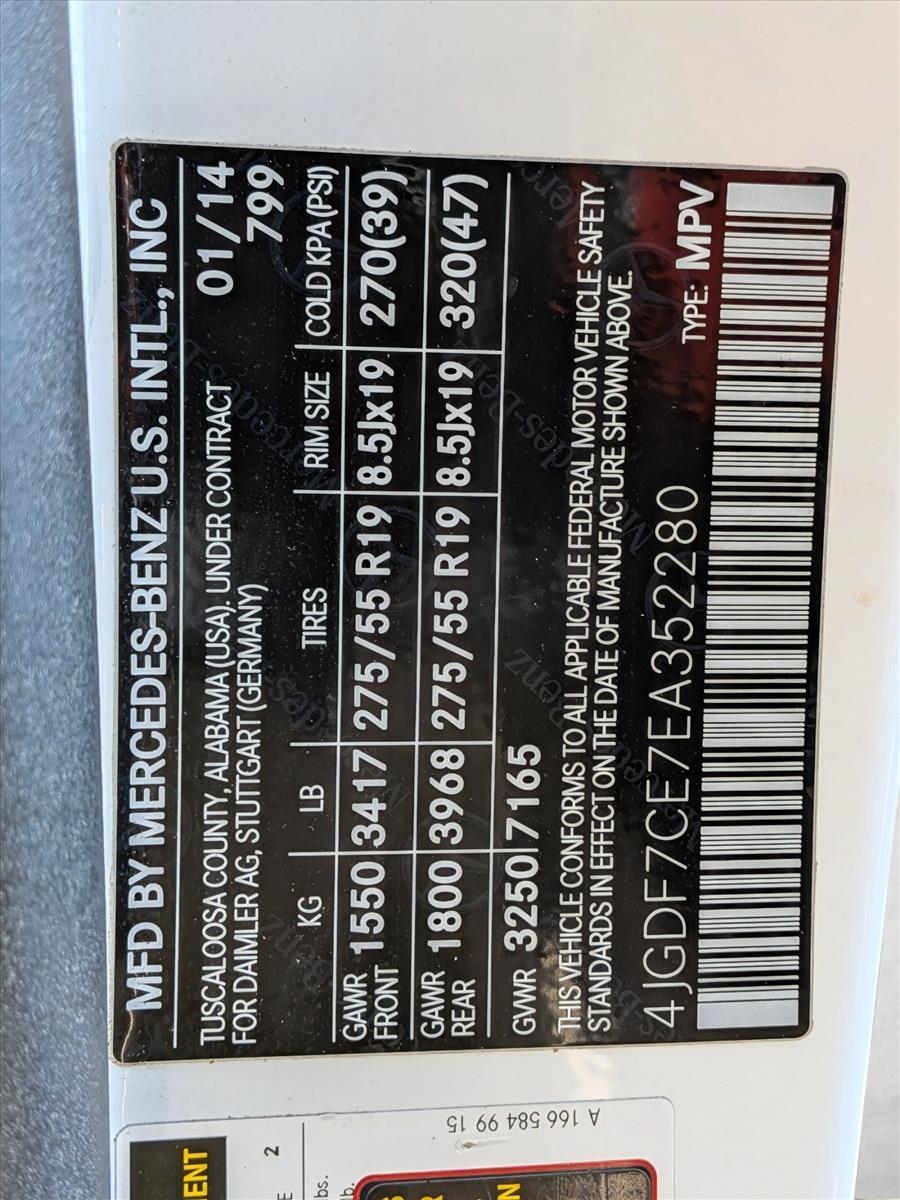 MFD BY MERCEDES-BENZ U.S. INTL., INC
TUSCALOOSA COUNTY, ALABAMA (USA), UNDER CONTRACT 01/14
FOR DAIMLER AG, STUTTGART (GERMANY) 799
KG LB TIRES RIM SIZE COLD KPA (PSI)
GAWR FRONT 1550 3417 275/55 R19 8.5Jx19 270(39)
GAWR REAR 1800 3968 275/55 R19 8.5Jx19 320(47)
GVWR 3250 7165
THIS VEHICLE CONFORMS TO ALL APPLICABLE FEDERAL MOTOR VEHICLE SAFETY
STANDARDS IN EFFECT ON THE DATE OF MANUFACTURE SHOWN ABOVE.
4JGDF7CE7EA352280 TYPE: MPV
A 166 584 99 15
2